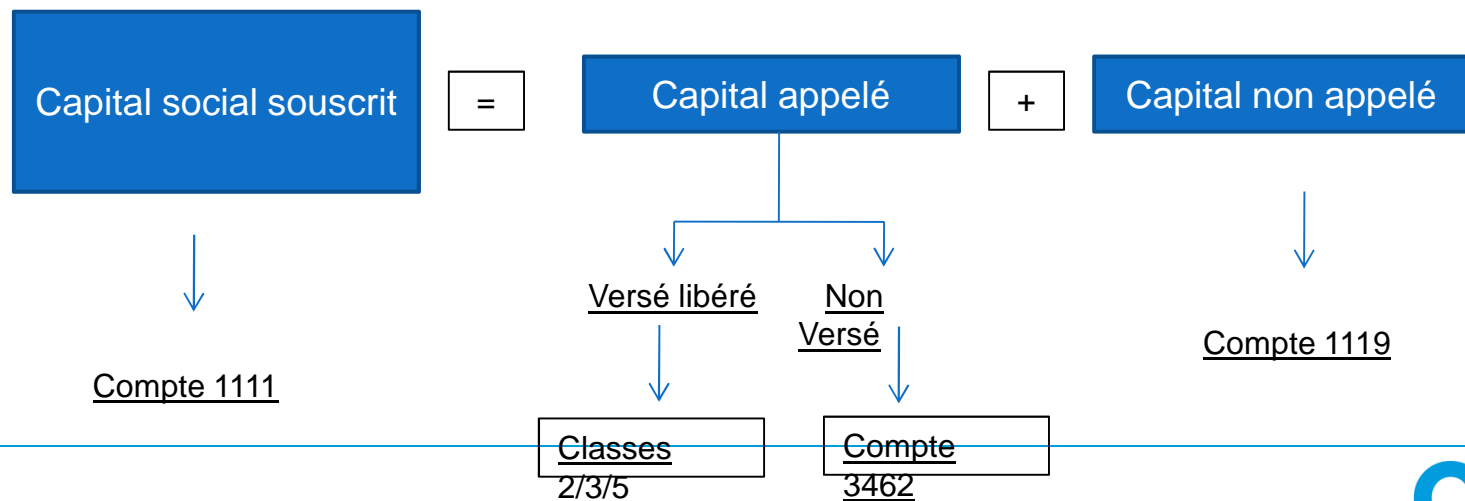 Capital social souscrit
=
Capital appelé
+
Capital non appelé
Versé libéré
Non
Versé
Compte 1119
Compte 1111
Classes
2/3/5
Compte
3462